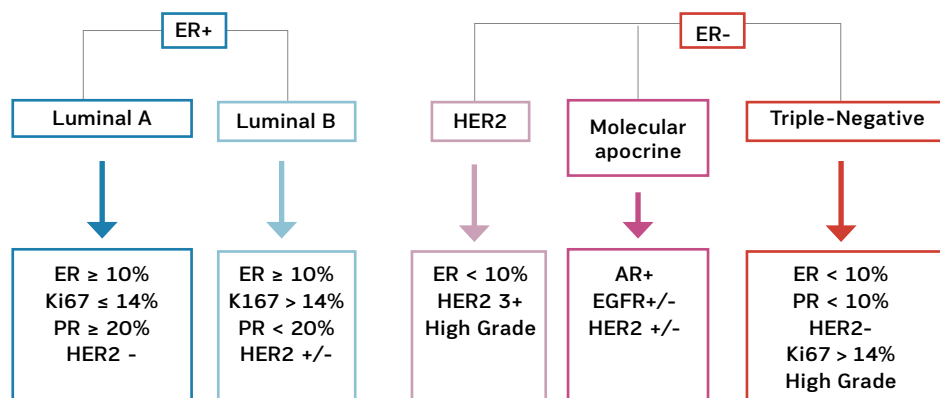 ER+
ER-
Luminal A
Luminal B
HER2
Molecular
apocrine
Triple-Negative
ER ≥ 10%
Ki67 ≤ 14%
PR ≥ 20%
HER2 -
ER ≥ 10%
K167 > 14%
PR < 20%
HER2 +/-
ER < 10%
HER2 3+
High Grade
AR+
EGFR+/-
HER2 +/-
ER < 10%
PR < 10%
HER2-
Ki67 > 14%
High Grade